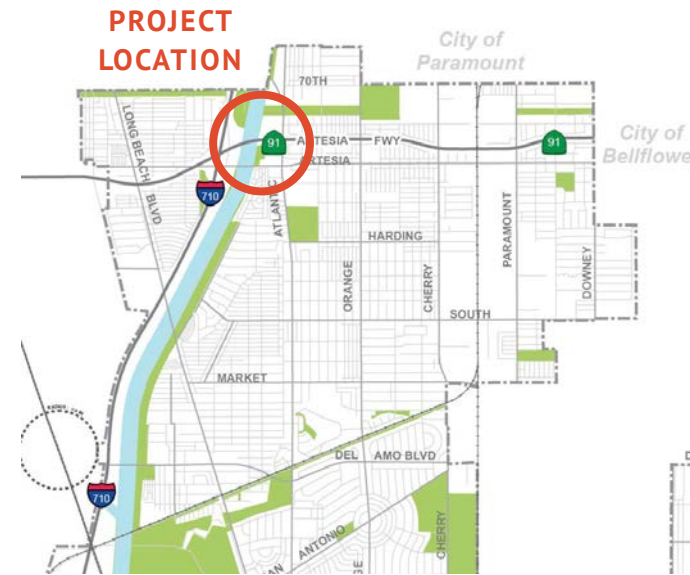 PROJECT
LOCATION
City of
Paramount
70TH
LONG BEACH
BLVD
91
ARTESIA FWY
91
City of
Bellflowe
ARTESIA
710
ATLANTIC
HARDING
PARAMOUNT
DOWNEY
ORANGE
CHERRY
SOUTH
MARKET
DEL AMO BLVD
710
ANTONIO
CHERRY